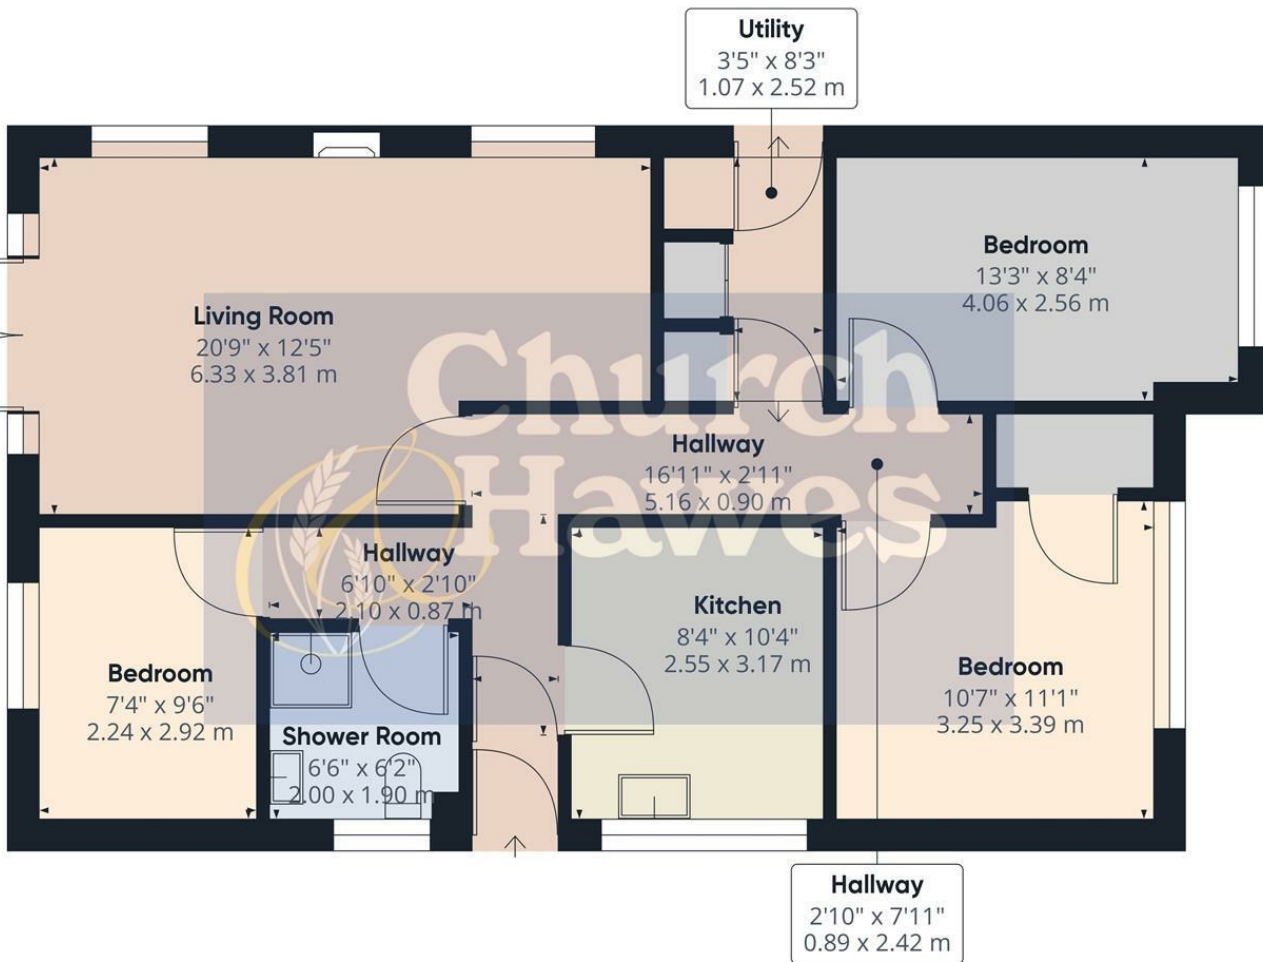 Utility
3'5" x 8'3"
1.07 x 2.52 m
Bedroom
13'3" x 8'4"
4.06 x 2.56 m
Living Room
20'9" x 12'5"
6.33 x 3.81 m
Church
Hawes
Hallway
16'11" x 2'11"
5.16 x 0.90 m
Hallway
6'10" x 2'10"
2.10 x 0.87 m
Kitchen
8'4" x 10'4"
2.55 x 3.17 m
Bedroom
7'4" x 9'6"
2.24 x 2.92 m
Bedroom
10'7" x 11'1"
3.25 x 3.39 m
Shower Room
6'6" x 6'2"
2.00 x 1.90 m
Hallway
2'10" x 7'11"
0.89 x 2.42 m